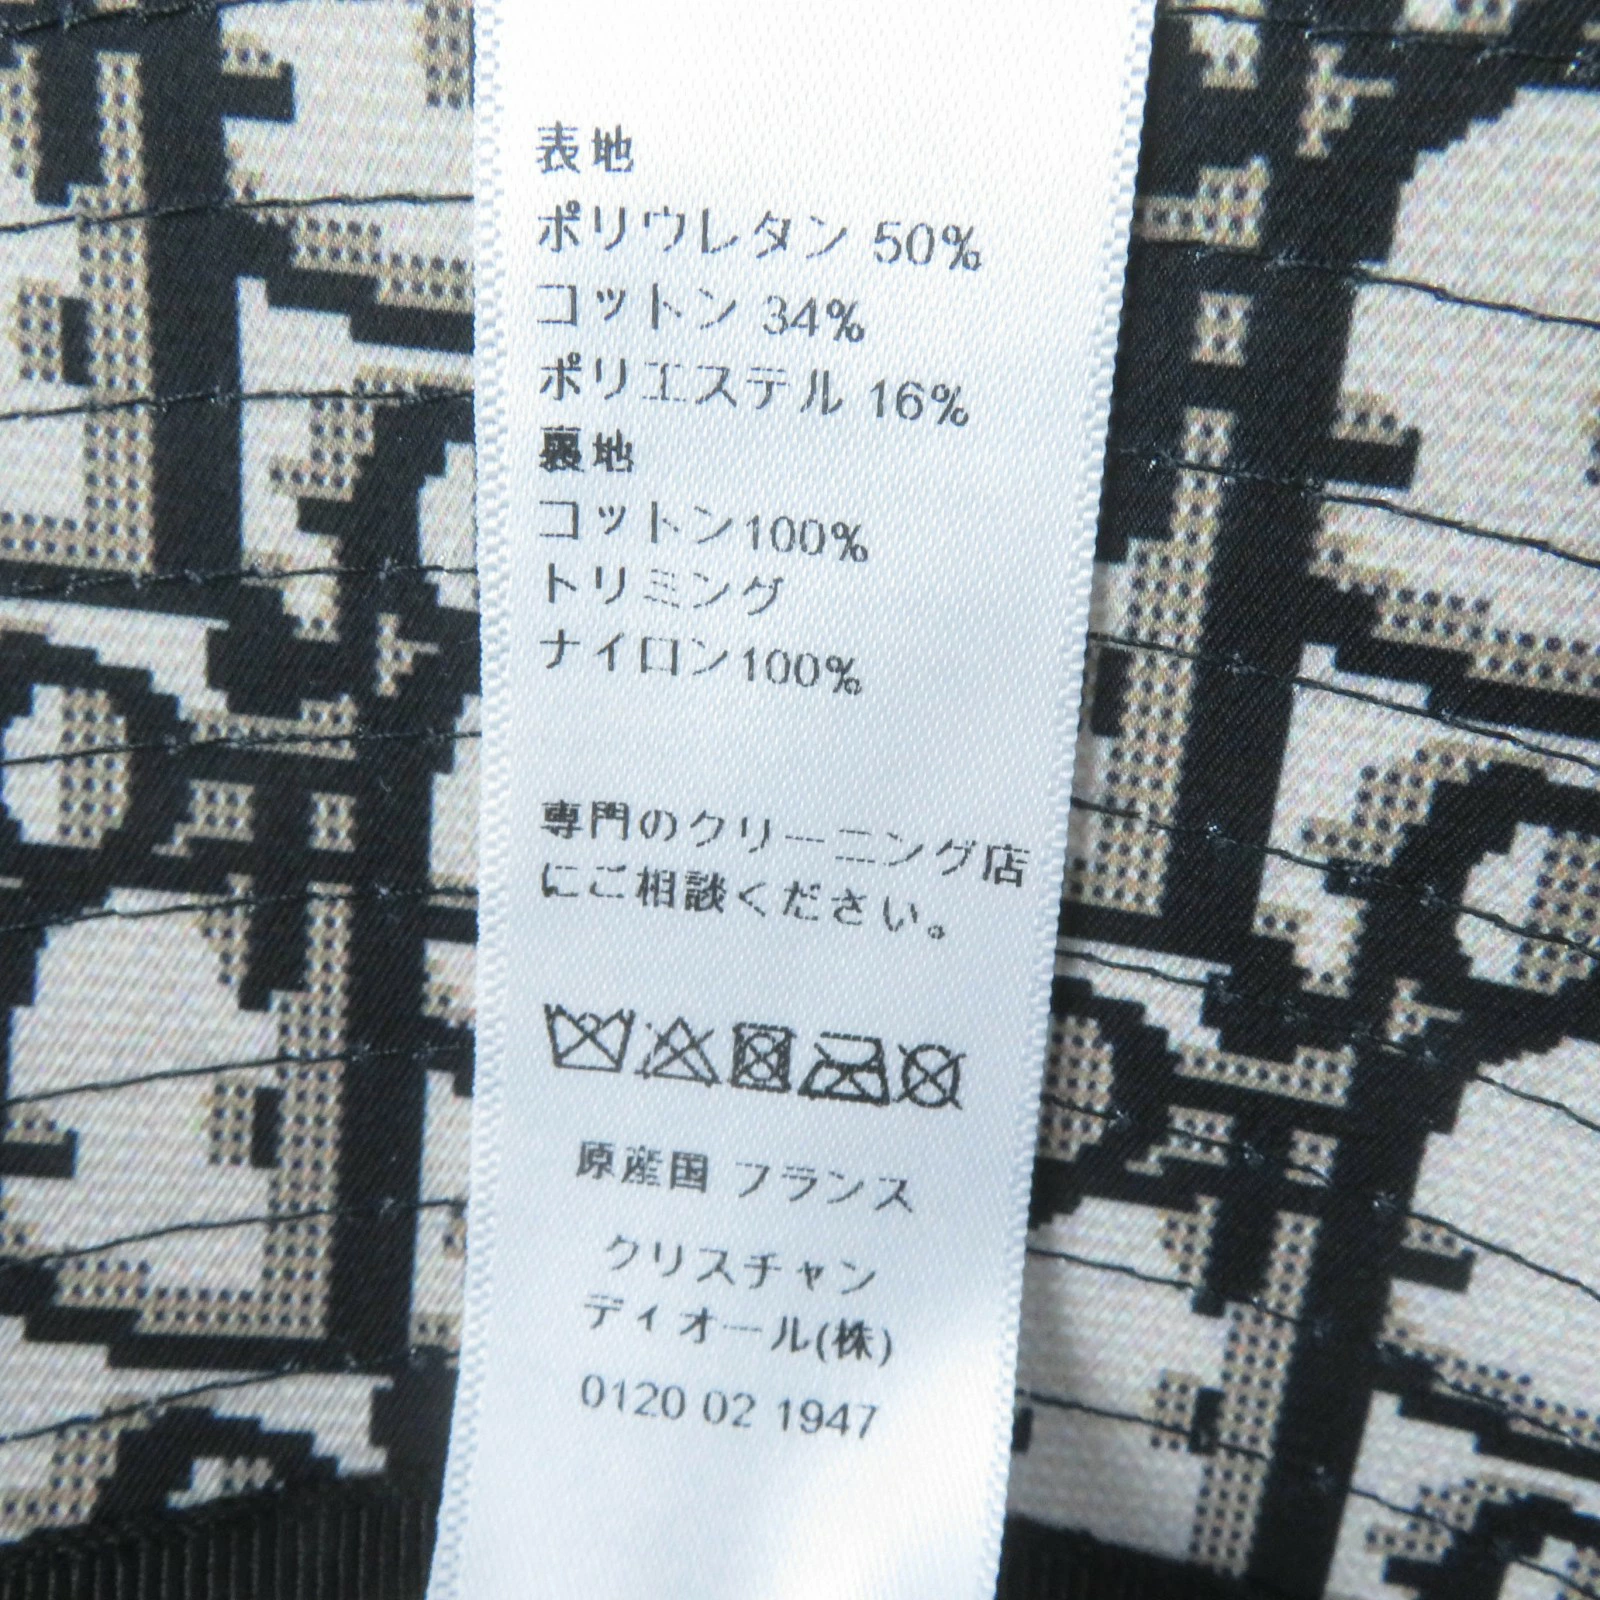 表地
ポリウレタン 50%
コットン 34%
ポリエステル 16%
裏地
コットン100%
トリミング
ナイロン100%
専門のクリーニング店
にご相談ください。
原産国 フランス
クリスチャン
ディオール(株)
0120 02 1947